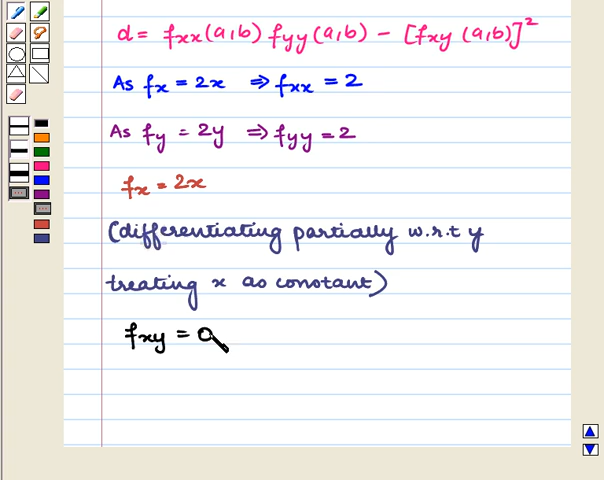 d = fxx(a,b) fyy(a,b) - [fxy (a,b)]²
As fx = 2x ⇒ fxx = 2
As fy = 2y ⇒ fyy = 2
fx = 2x
(differentiating partially w.r.t y
treating x as constant)
fxy = 0